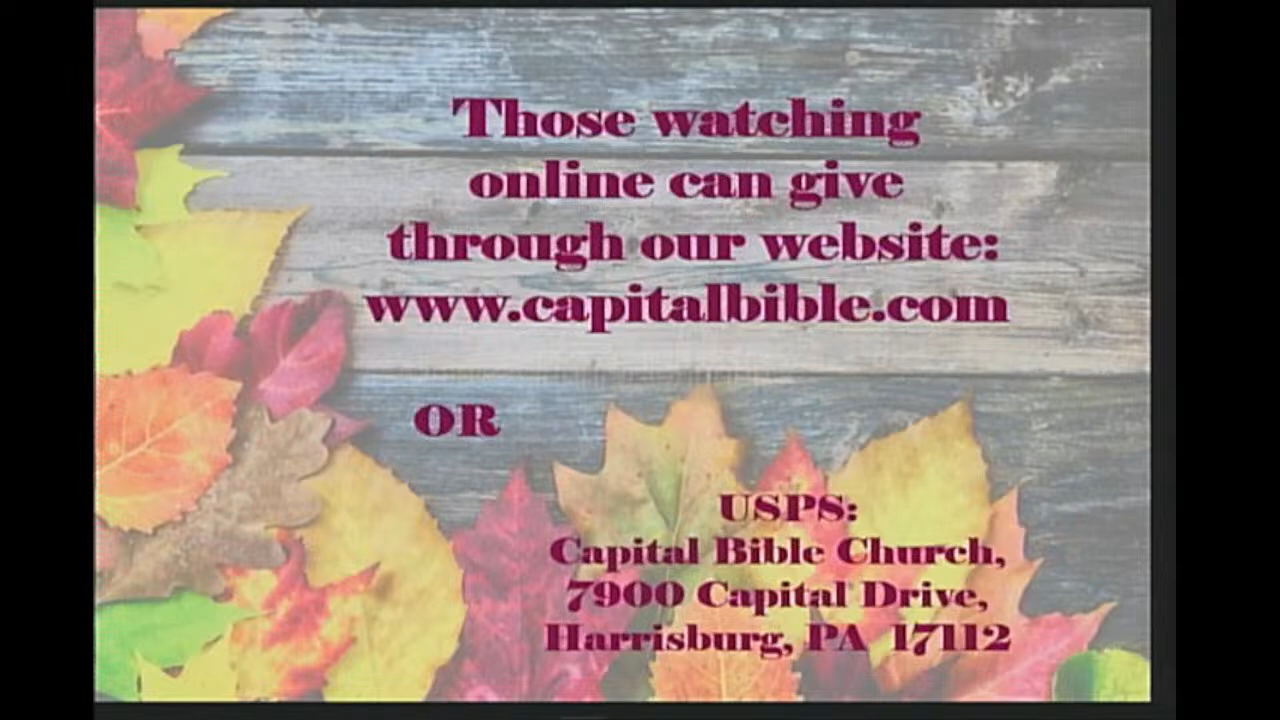 Those watching
online can give
through our website:
www.capitalbible.com
OR
USPS:
Capital Bible Church,
7900 Capital Drive,
Harrisburg, PA 17112